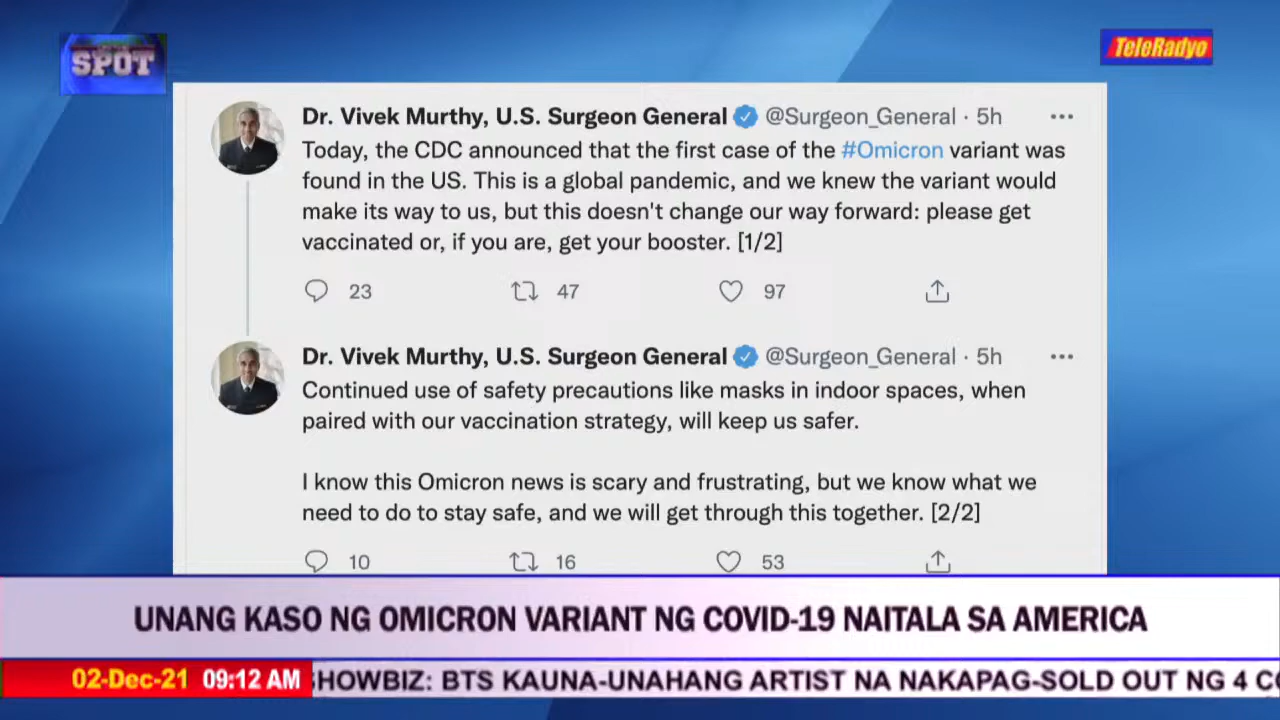 SPOT
TeleRadyo
Dr. Vivek Murthy, U.S. Surgeon General @Surgeon_General · 5h
Today, the CDC announced that the first case of the #Omicron variant was
found in the US. This is a global pandemic, and we knew the variant would
make its way to us, but this doesn't change our way forward: please get
vaccinated or, if you are, get your booster. [1/2]
23 47 97
Dr. Vivek Murthy, U.S. Surgeon General @Surgeon_General · 5h
Continued use of safety precautions like masks in indoor spaces, when
paired with our vaccination strategy, will keep us safer.
I know this Omicron news is scary and frustrating, but we know what we
need to do to stay safe, and we will get through this together. [2/2]
10 16 53
UNANG KASO NG OMICRON VARIANT NG COVID-19 NAITALA SA AMERICA
02-Dec-21 09:12 AM HOWBIZ: BTS KAUNA-UNAHANG ARTIST NA NAKAPAG-SOLD OUT NG 4